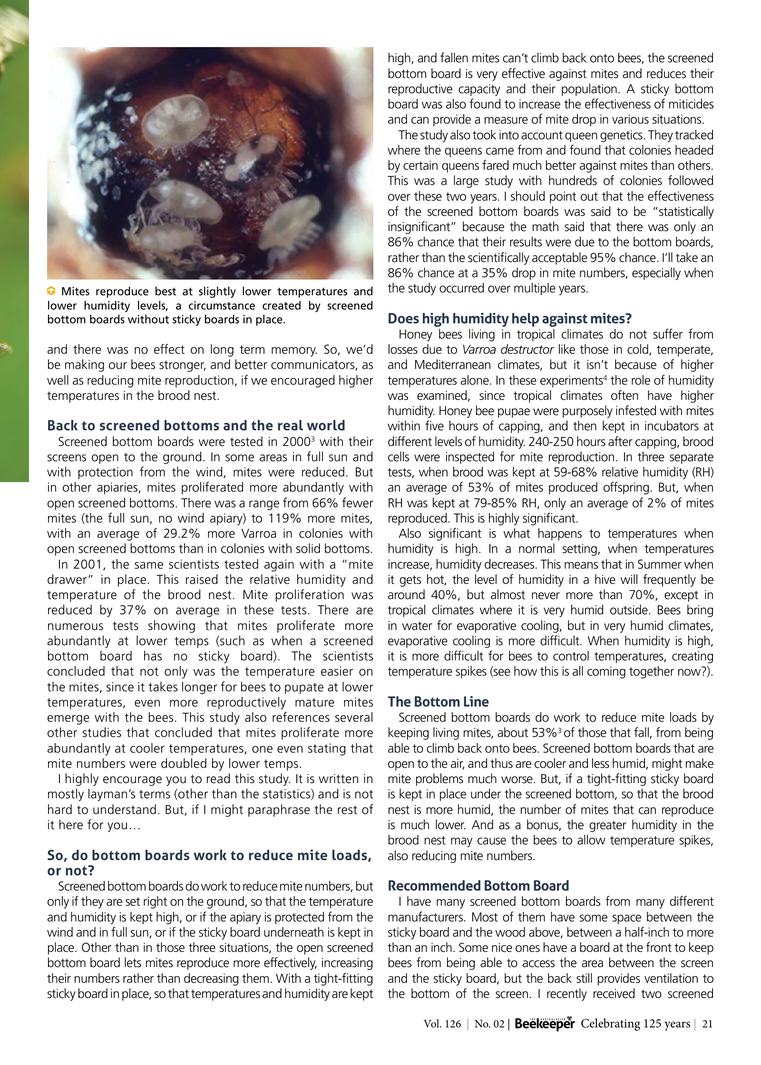 Mites reproduce best at slightly lower temperatures and
lower humidity levels, a circumstance created by screened
bottom boards without sticky boards in place.
and there was no effect on long term memory. So, we'd
be making our bees stronger, and better communicators, as
well as reducing mite reproduction, if we encouraged higher
temperatures in the brood nest.
Back to screened bottoms and the real world
Screened bottom boards were tested in 2000³ with their
screens open to the ground. In some areas in full sun and
with protection from the wind, mites were reduced. But
in other apiaries, mites proliferated more abundantly with
open screened bottoms. There was a range from 66% fewer
mites (the full sun, no wind apiary) to 119% more mites,
with an average of 29.2% more Varroa in colonies with
open screened bottoms than in colonies with solid bottoms.
In 2001, the same scientists tested again with a "mite
drawer" in place. This raised the relative humidity and
temperature of the brood nest. Mite proliferation was
reduced by 37% on average in these tests. There are
numerous tests showing that mites proliferate more
abundantly at lower temps (such as when a screened
bottom board has no sticky board). The scientists
concluded that not only was the temperature easier on
the mites, since it takes longer for bees to pupate at lower
temperatures, even more reproductively mature mites
emerge with the bees. This study also references several
other studies that concluded that mites proliferate more
abundantly at cooler temperatures, one even stating that
mite numbers were doubled by lower temps.
I highly encourage you to read this study. It is written in
mostly layman's terms (other than the statistics) and is not
hard to understand. But, if I might paraphrase the rest of
it here for you…
So, do bottom boards work to reduce mite loads,
or not?
Screened bottom boards do work to reduce mite numbers, but
only if they are set right on the ground, so that the temperature
and humidity is kept high, or if the apiary is protected from the
wind and in full sun, or if the sticky board underneath is kept in
place. Other than in those three situations, the open screened
bottom board lets mites reproduce more effectively, increasing
their numbers rather than decreasing them. With a tight-fitting
sticky board in place, so that temperatures and humidity are kept
high, and fallen mites can't climb back onto bees, the screened
bottom board is very effective against mites and reduces their
reproductive capacity and their population. A sticky bottom
board was also found to increase the effectiveness of miticides
and can provide a measure of mite drop in various situations.
The study also took into account queen genetics. They tracked
where the queens came from and found that colonies headed
by certain queens fared much better against mites than others.
This was a large study with hundreds of colonies followed
over these two years. I should point out that the effectiveness
of the screened bottom boards was said to be "statistically
insignificant" because the math said that there was only an
86% chance that their results were due to the bottom boards,
rather than the scientifically acceptable 95% chance. I'll take an
86% chance at a 35% drop in mite numbers, especially when
the study occurred over multiple years.
Does high humidity help against mites?
Honey bees living in tropical climates do not suffer from
losses due to Varroa destructor like those in cold, temperate,
and Mediterranean climates, but it isn't because of higher
temperatures alone. In these experiments⁴ the role of humidity
was examined, since tropical climates often have higher
humidity. Honey bee pupae were purposely infested with mites
within five hours of capping, and then kept in incubators at
different levels of humidity. 240-250 hours after capping, brood
cells were inspected for mite reproduction. In three separate
tests, when brood was kept at 59-68% relative humidity (RH)
an average of 53% of mites produced offspring. But, when
RH was kept at 79-85% RH, only an average of 2% of mites
reproduced. This is highly significant.
Also significant is what happens to temperatures when
humidity is high. In a normal setting, when temperatures
increase, humidity decreases. This means that in Summer when
it gets hot, the level of humidity in a hive will frequently be
around 40%, but almost never more than 70%, except in
tropical climates where it is very humid outside. Bees bring
in water for evaporative cooling, but in very humid climates,
evaporative cooling is more difficult. When humidity is high,
it is more difficult for bees to control temperatures, creating
temperature spikes (see how this is all coming together now?).
The Bottom Line
Screened bottom boards do work to reduce mite loads by
keeping living mites, about 53%³ of those that fall, from being
able to climb back onto bees. Screened bottom boards that are
open to the air, and thus are cooler and less humid, might make
mite problems much worse. But, if a tight-fitting sticky board
is kept in place under the screened bottom, so that the brood
nest is more humid, the number of mites that can reproduce
is much lower. And as a bonus, the greater humidity in the
brood nest may cause the bees to allow temperature spikes,
also reducing mite numbers.
Recommended Bottom Board
I have many screened bottom boards from many different
manufacturers. Most of them have some space between the
sticky board and the wood above, between a half-inch to more
than an inch. Some nice ones have a board at the front to keep
bees from being able to access the area between the screen
and the sticky board, but the back still provides ventilation to
the bottom of the screen. I recently received two screened
Vol. 126 | No. 02 | Beekeeper Celebrating 125 years | 21